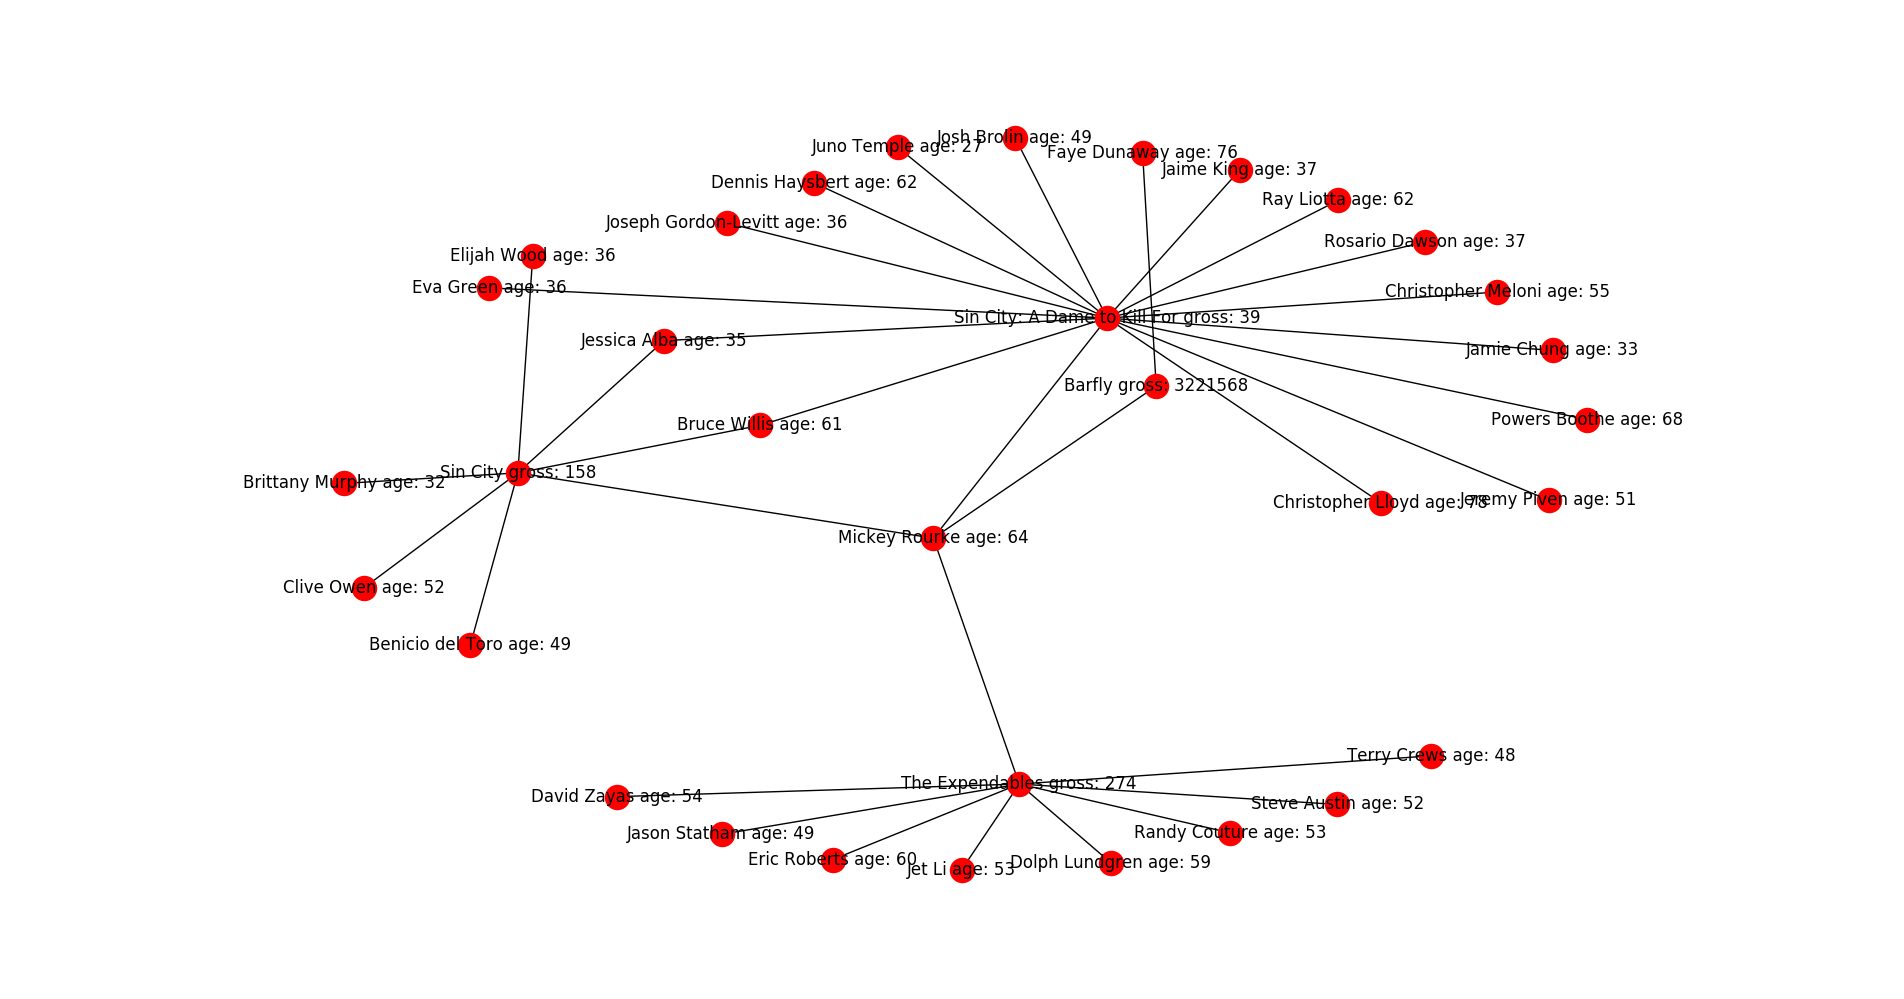 Josh Brolin age: 49
Juno Temple age: 27
Faye Dunaway age: 76
Jaime King age: 37
Dennis Haysbert age: 62
Ray Liotta age: 62
Joseph Gordon-Levitt age: 36
Rosario Dawson age: 37
Elijah Wood age: 36
Eva Green age: 36
Christopher Meloni age: 55
Sin City: A Dame to Kill For gross: 39
Jessica Alba age: 35
Jamie Chung age: 33
Barfly gross: 3221568
Bruce Willis age: 61
Powers Boothe age: 68
Sin City gross: 158
Brittany Murphy age: 32
Christopher Lloyd age: 78
Jeremy Piven age: 51
Mickey Rourke age: 64
Clive Owen age: 52
Benicio del Toro age: 49
Terry Crews age: 48
The Expendables gross: 274
David Zayas age: 54
Steve Austin age: 52
Jason Statham age: 49
Randy Couture age: 53
Eric Roberts age: 60
Jet Li age: 53
Dolph Lundgren age: 59